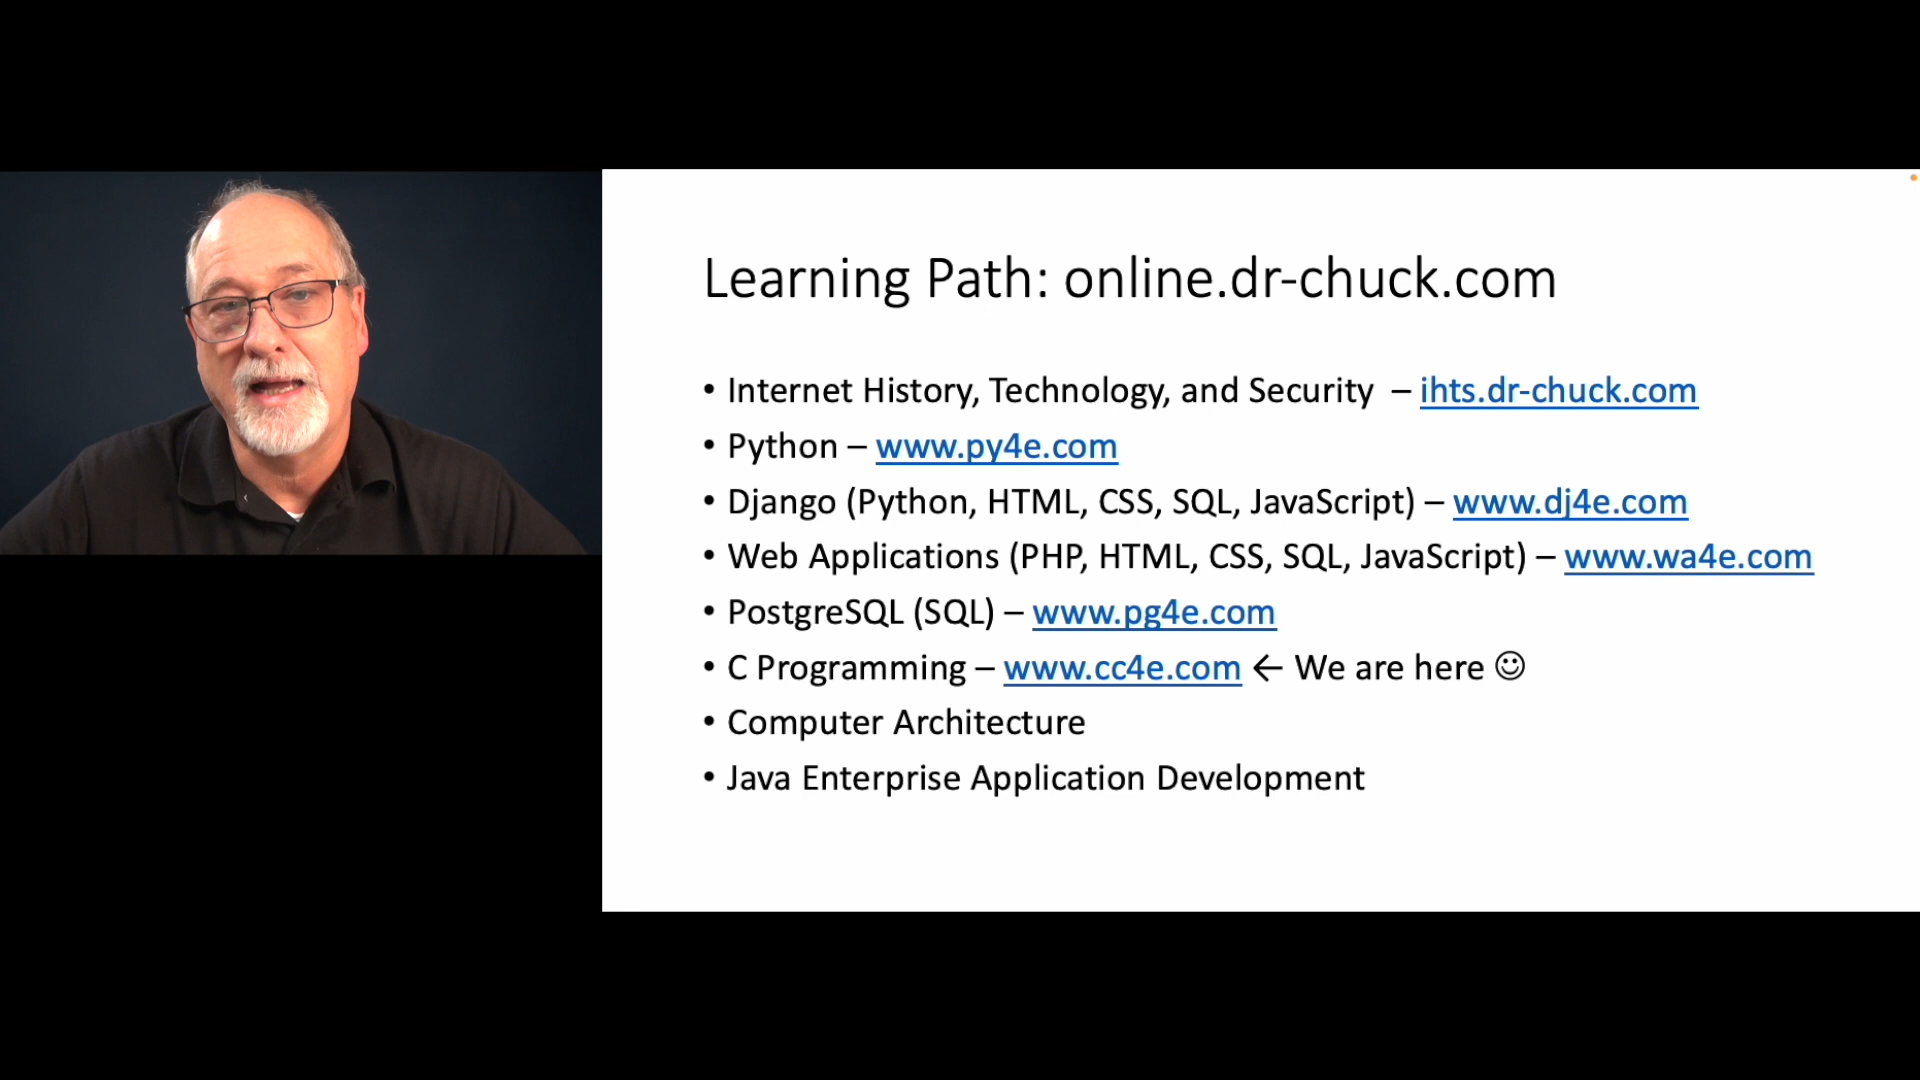 Learning Path: online.dr-chuck.com
• Internet History, Technology, and Security – ihts.dr-chuck.com
• Python – www.py4e.com
• Django (Python, HTML, CSS, SQL, JavaScript) – www.dj4e.com
• Web Applications (PHP, HTML, CSS, SQL, JavaScript) – www.wa4e.com
• PostgreSQL (SQL) – www.pg4e.com
• C Programming – www.cc4e.com ← We are here ☺
• Computer Architecture
• Java Enterprise Application Development